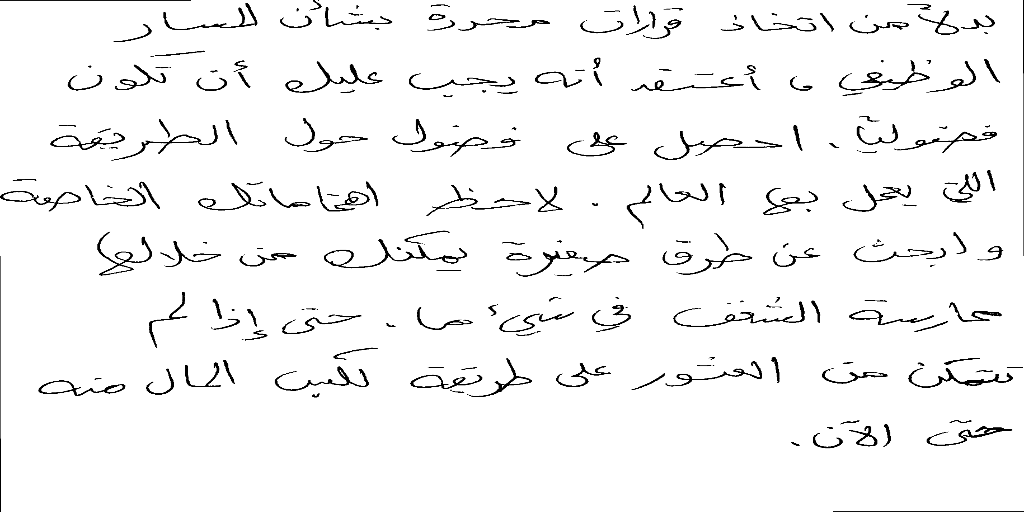 بدلاً من اتخاذ قرارات محددة بشأن المسار
الوظيفي ، أعتقد أنه يجب عليك أن تكون
فضوليًا. احصل على فضول حول الطريقة
التي يعمل بها العالم. لاحظ اهتماماتك الخاصة
وابحث عن طرق صغيرة يمكنك من خلالها
ممارسة الشغف في شيء ما. حتى إذا لم
تتمكن من العثور على طريقة لكسب المال منه
حتى الآن.